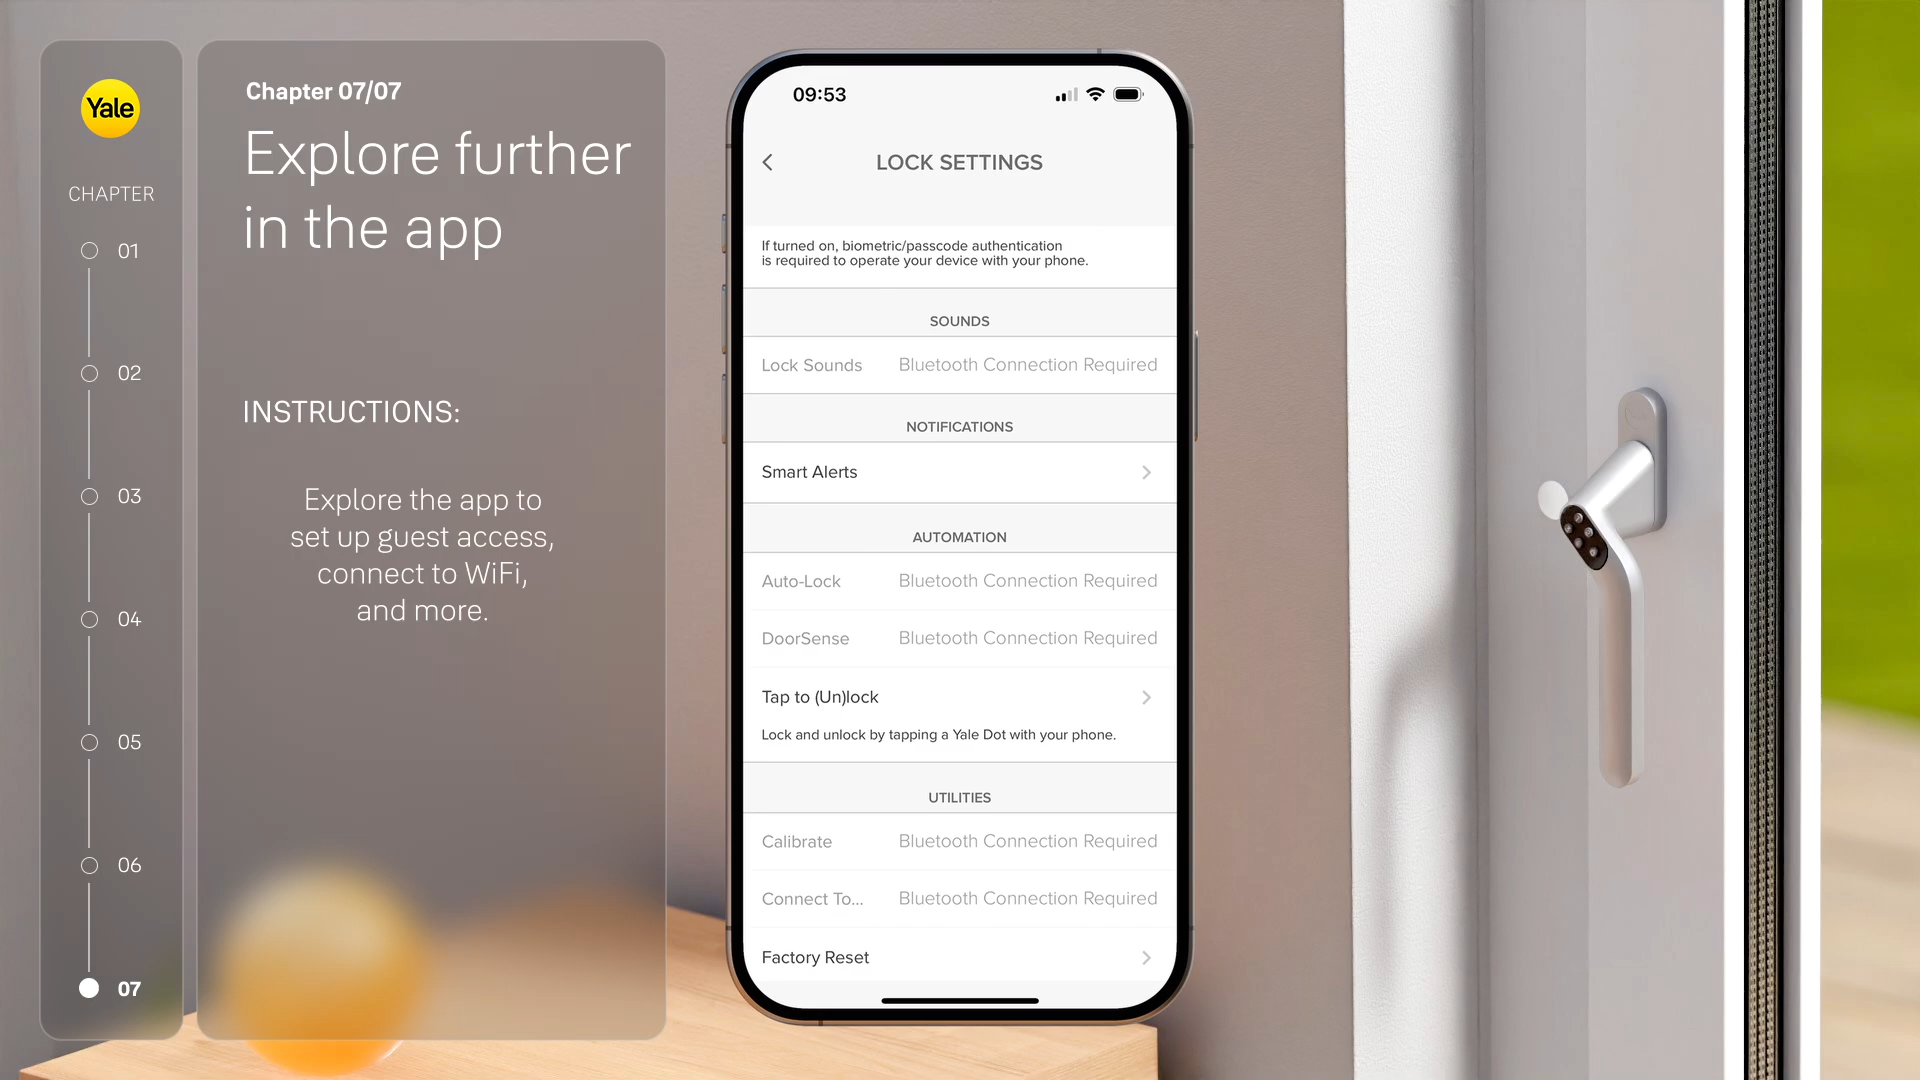 Yale
CHAPTER
01
02
03
04
05
06
07
Chapter 07/07
Explore further
in the app
INSTRUCTIONS:
Explore the app to
set up guest access,
connect to WiFi,
and more.
09:53
LOCK SETTINGS
If turned on, biometric/passcode authentication
is required to operate your device with your phone.
SOUNDS
Lock Sounds Bluetooth Connection Required
NOTIFICATIONS
Smart Alerts
AUTOMATION
Auto-Lock Bluetooth Connection Required
DoorSense Bluetooth Connection Required
Tap to (Un)lock
Lock and unlock by tapping a Yale Dot with your phone.
UTILITIES
Calibrate Bluetooth Connection Required
Connect To... Bluetooth Connection Required
Factory Reset